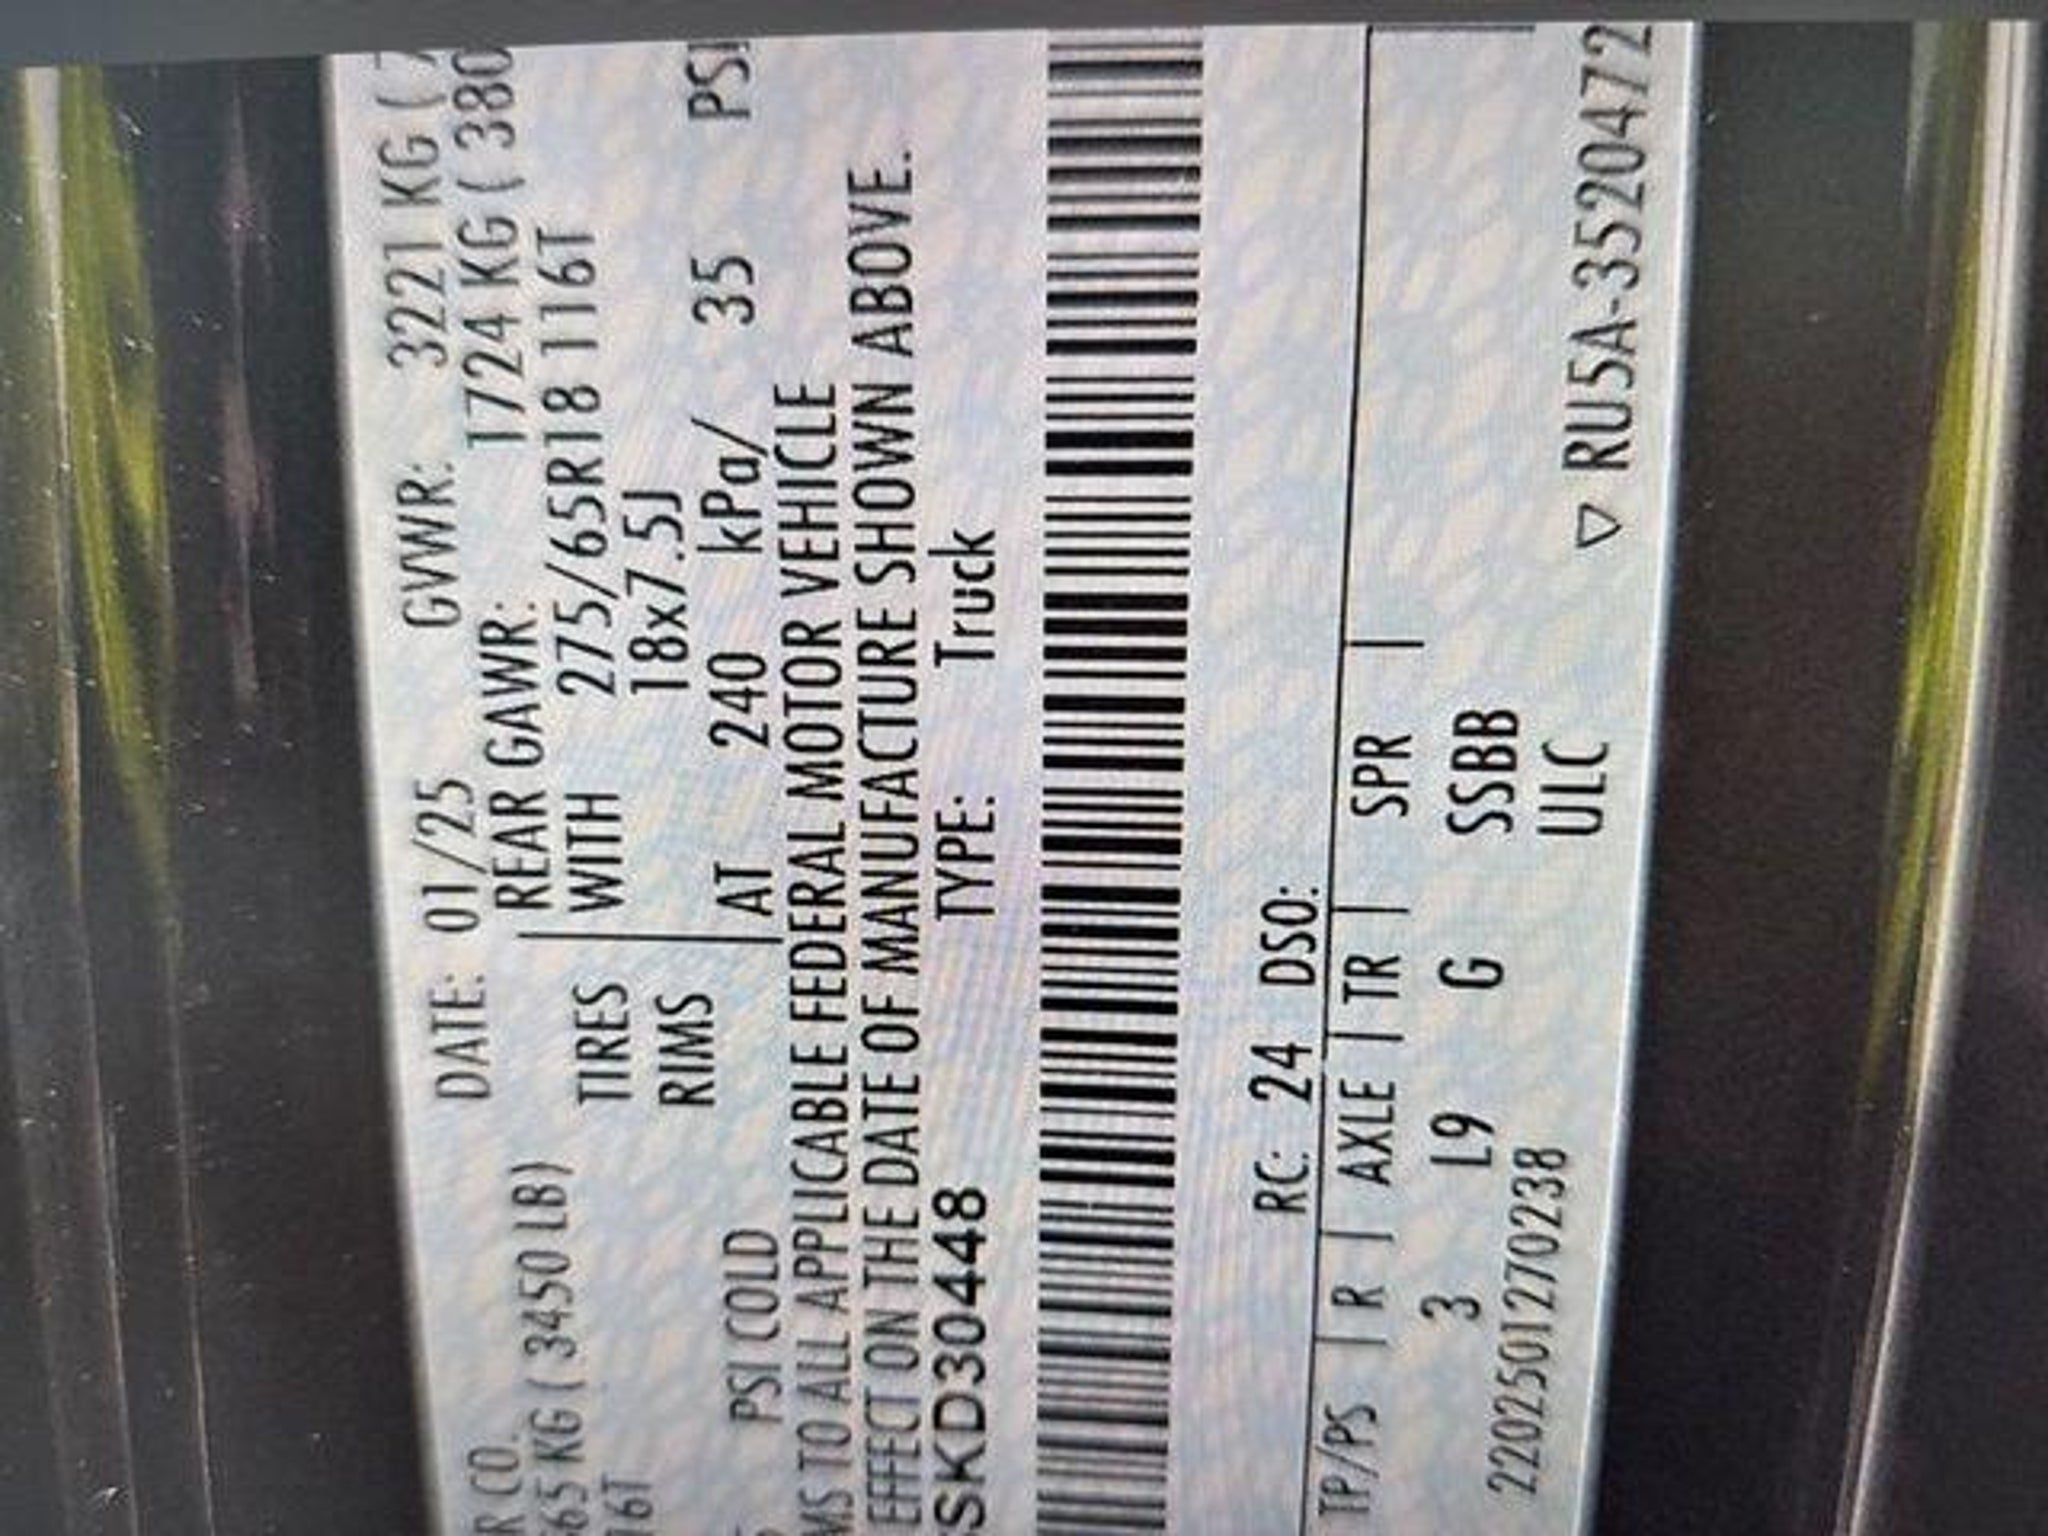 R CO. DATE: 01/25 GVWR: 3221 KG (
665 KG ( 3450 LB) REAR GAWR: 1724 KG ( 380
16T TIRES WITH 275/65R18 116T
RIMS 18x7.5J
PSI COLD AT 240 kPa/ 35 PSI
MS TO ALL APPLICABLE FEDERAL MOTOR VEHICLE
EFFECT ON THE DATE OF MANUFACTURE SHOWN ABOVE.
SKD30448 TYPE: Truck
RC: 24 DSO:
TP/PS | R | AXLE | TR | SPR |
3 L9 G SSBB
2202501270238 ULC ▽ RU5A-3520472